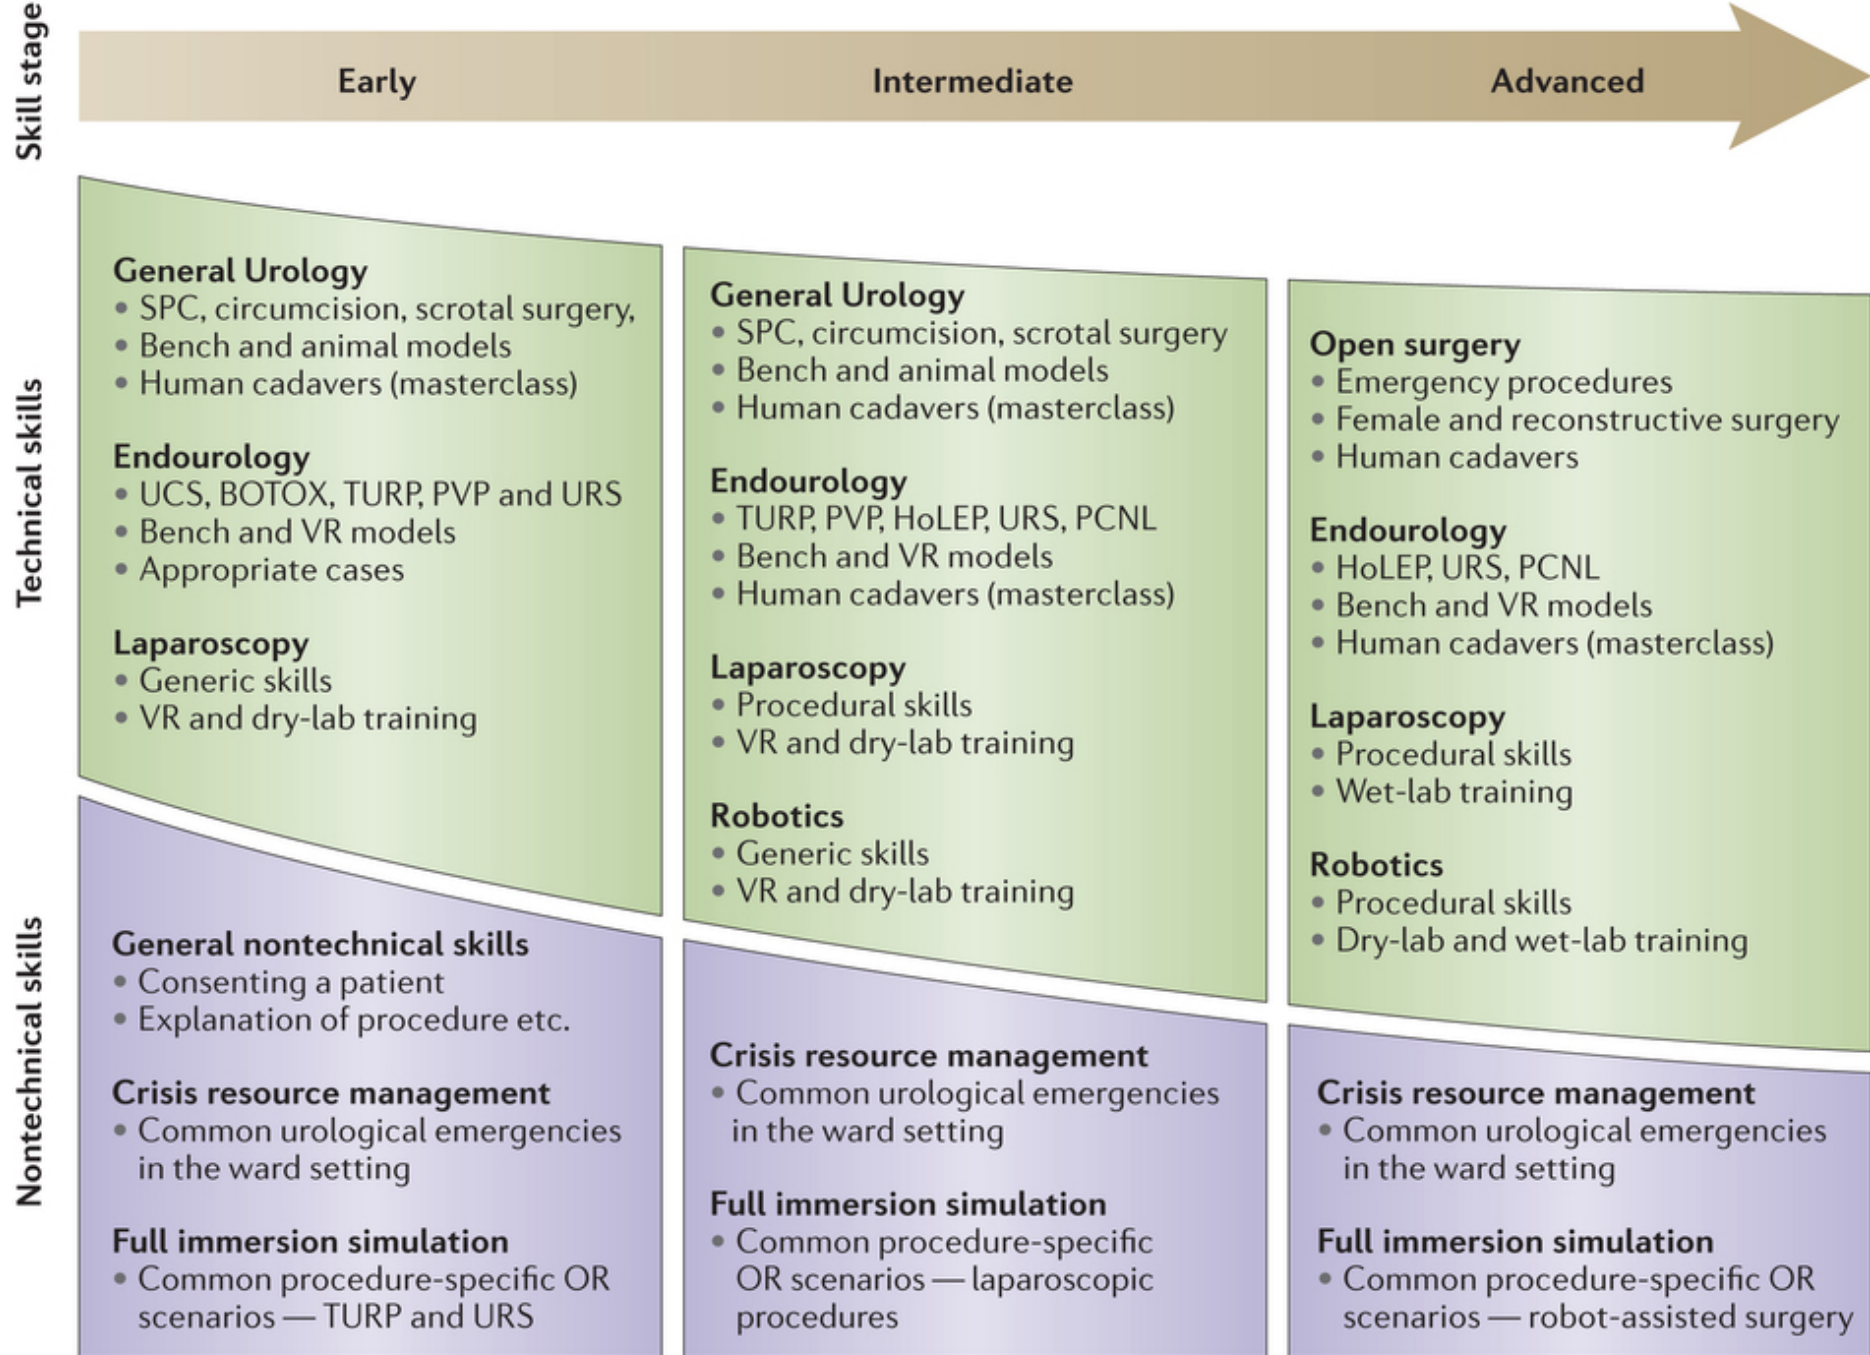 Skill stage
Early
Intermediate
Advanced
Technical skills
General Urology
• SPC, circumcision, scrotal surgery,
• Bench and animal models
• Human cadavers (masterclass)
Endourology
• UCS, BOTOX, TURP, PVP and URS
• Bench and VR models
• Appropriate cases
Laparoscopy
• Generic skills
• VR and dry-lab training
General Urology
• SPC, circumcision, scrotal surgery
• Bench and animal models
• Human cadavers (masterclass)
Endourology
• TURP, PVP, HoLEP, URS, PCNL
• Bench and VR models
• Human cadavers (masterclass)
Laparoscopy
• Procedural skills
• VR and dry-lab training
Robotics
• Generic skills
• VR and dry-lab training
Open surgery
• Emergency procedures
• Female and reconstructive surgery
• Human cadavers
Endourology
• HoLEP, URS, PCNL
• Bench and VR models
• Human cadavers (masterclass)
Laparoscopy
• Procedural skills
• Wet-lab training
Robotics
• Procedural skills
• Dry-lab and wet-lab training
Nontechnical skills
General nontechnical skills
• Consenting a patient
• Explanation of procedure etc.
Crisis resource management
• Common urological emergencies
in the ward setting
Full immersion simulation
• Common procedure-specific OR
scenarios — TURP and URS
Crisis resource management
• Common urological emergencies
in the ward setting
Full immersion simulation
• Common procedure-specific
OR scenarios — laparoscopic
procedures
Crisis resource management
• Common urological emergencies
in the ward setting
Full immersion simulation
• Common procedure-specific OR
scenarios — robot-assisted surgery